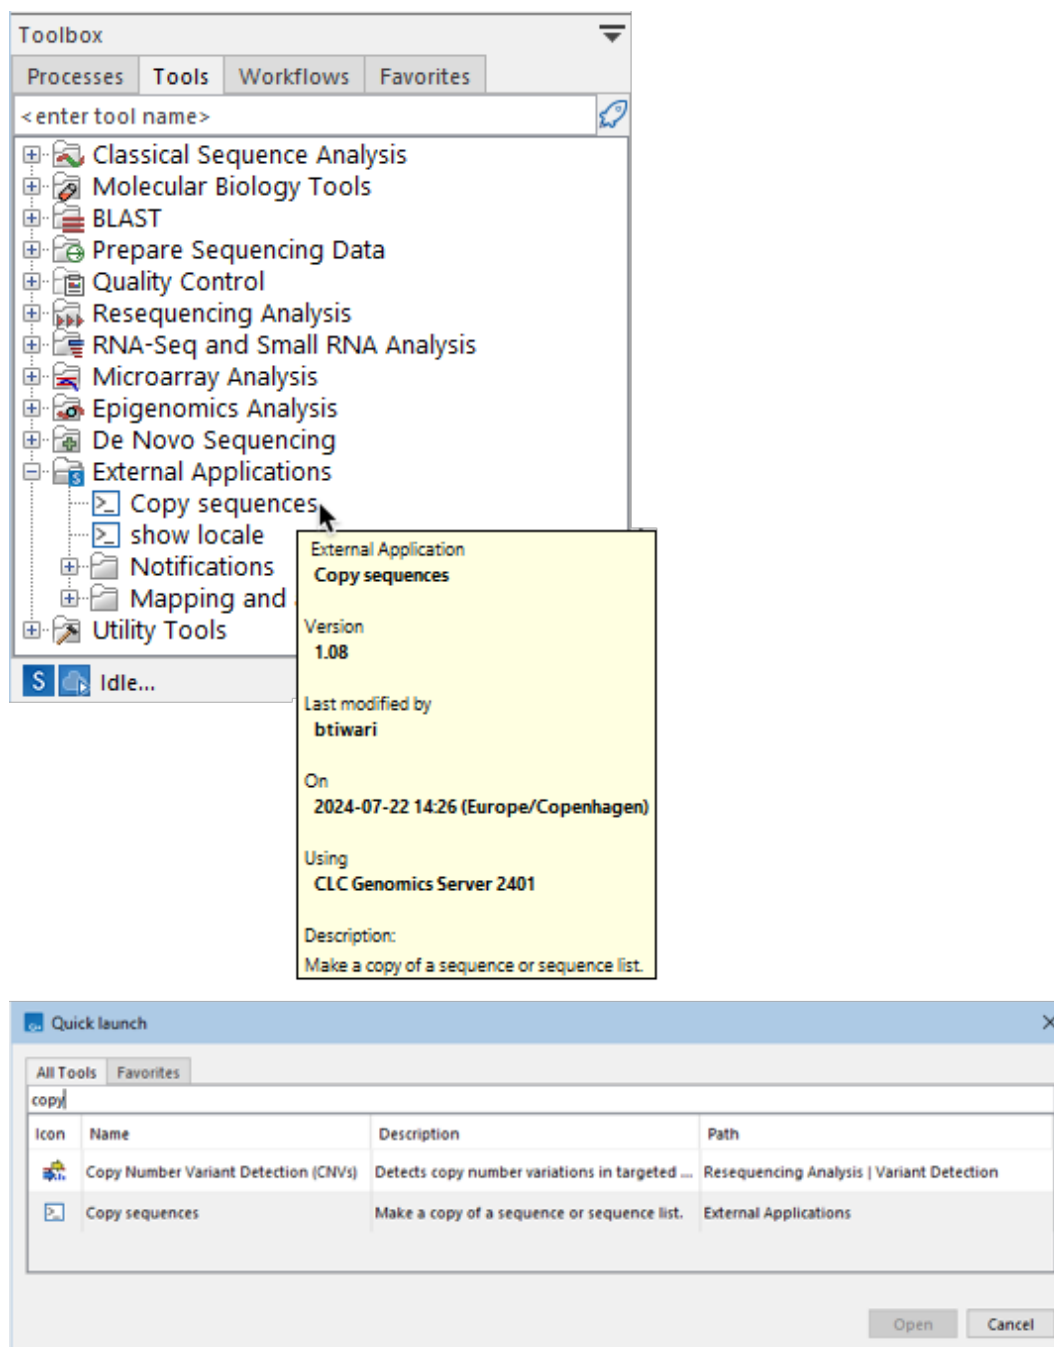 Toolbox
Processes Tools Workflows Favorites
<enter tool name>
Classical Sequence Analysis
Molecular Biology Tools
BLAST
Prepare Sequencing Data
Quality Control
Resequencing Analysis
RNA-Seq and Small RNA Analysis
Microarray Analysis
Epigenomics Analysis
De Novo Sequencing
External Applications
Copy sequences
show locale
Notifications
Mapping and
Utility Tools
S Idle...
External Application
Copy sequences
Version
1.08
Last modified by
btiwari
On
2024-07-22 14:26 (Europe/Copenhagen)
Using
CLC Genomics Server 2401
Description:
Make a copy of a sequence or sequence list.
Quick launch
All Tools Favorites
copy
Icon Name Description Path
Copy Number Variant Detection (CNVs) Detects copy number variations in targeted ... Resequencing Analysis | Variant Detection
Copy sequences Make a copy of a sequence or sequence list. External Applications
Open Cancel